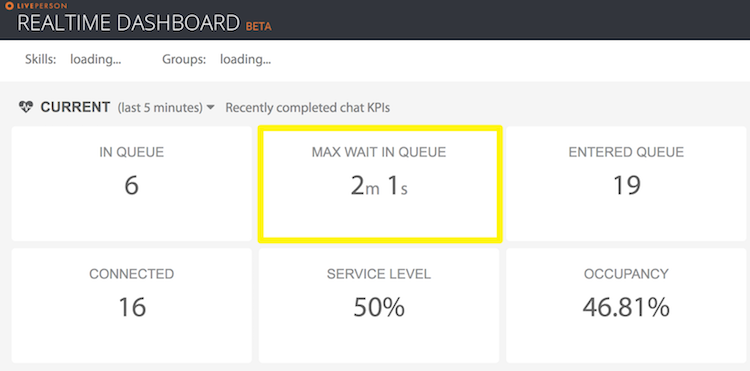 LIVEPERSON
REALTIME DASHBOARD BETA
Skills: loading... Groups: loading...
CURRENT (last 5 minutes) Recently completed chat KPIs
IN QUEUE
6
MAX WAIT IN QUEUE
2m 1s
ENTERED QUEUE
19
CONNECTED
16
SERVICE LEVEL
50%
OCCUPANCY
46.81%